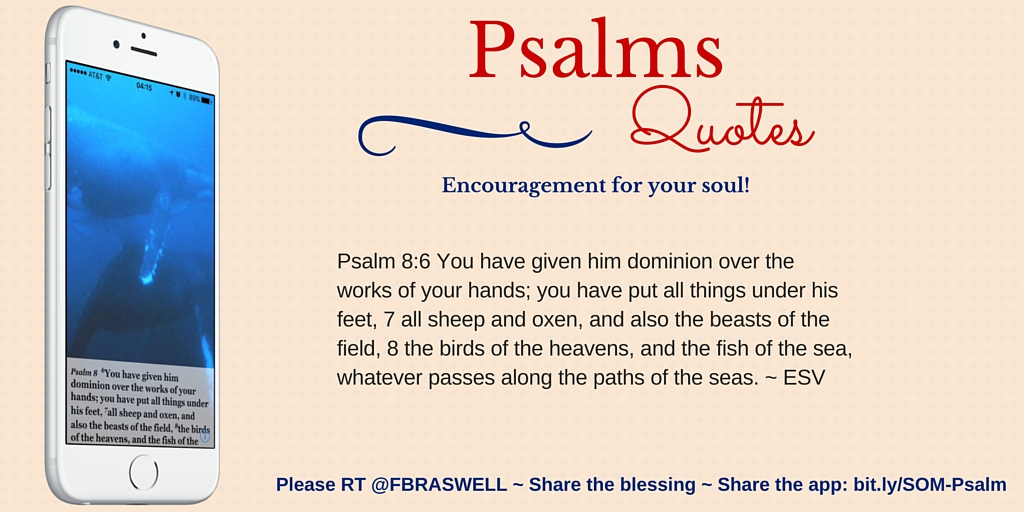 AT&T
04:15
89%
Psalm 8 ⁶You have given him
dominion over the works of your
hands; you have put all things under
his feet, ⁷all sheep and oxen, and
also the beasts of the field, ⁸the birds
of the heavens, and the fish of the
Psalms
Quotes
Encouragement for your soul!
Psalm 8:6 You have given him dominion over the
works of your hands; you have put all things under his
feet, 7 all sheep and oxen, and also the beasts of the
field, 8 the birds of the heavens, and the fish of the sea,
whatever passes along the paths of the seas. ~ ESV
Please RT @FBRASWELL ~ Share the blessing ~ Share the app: bit.ly/SOM-Psalm